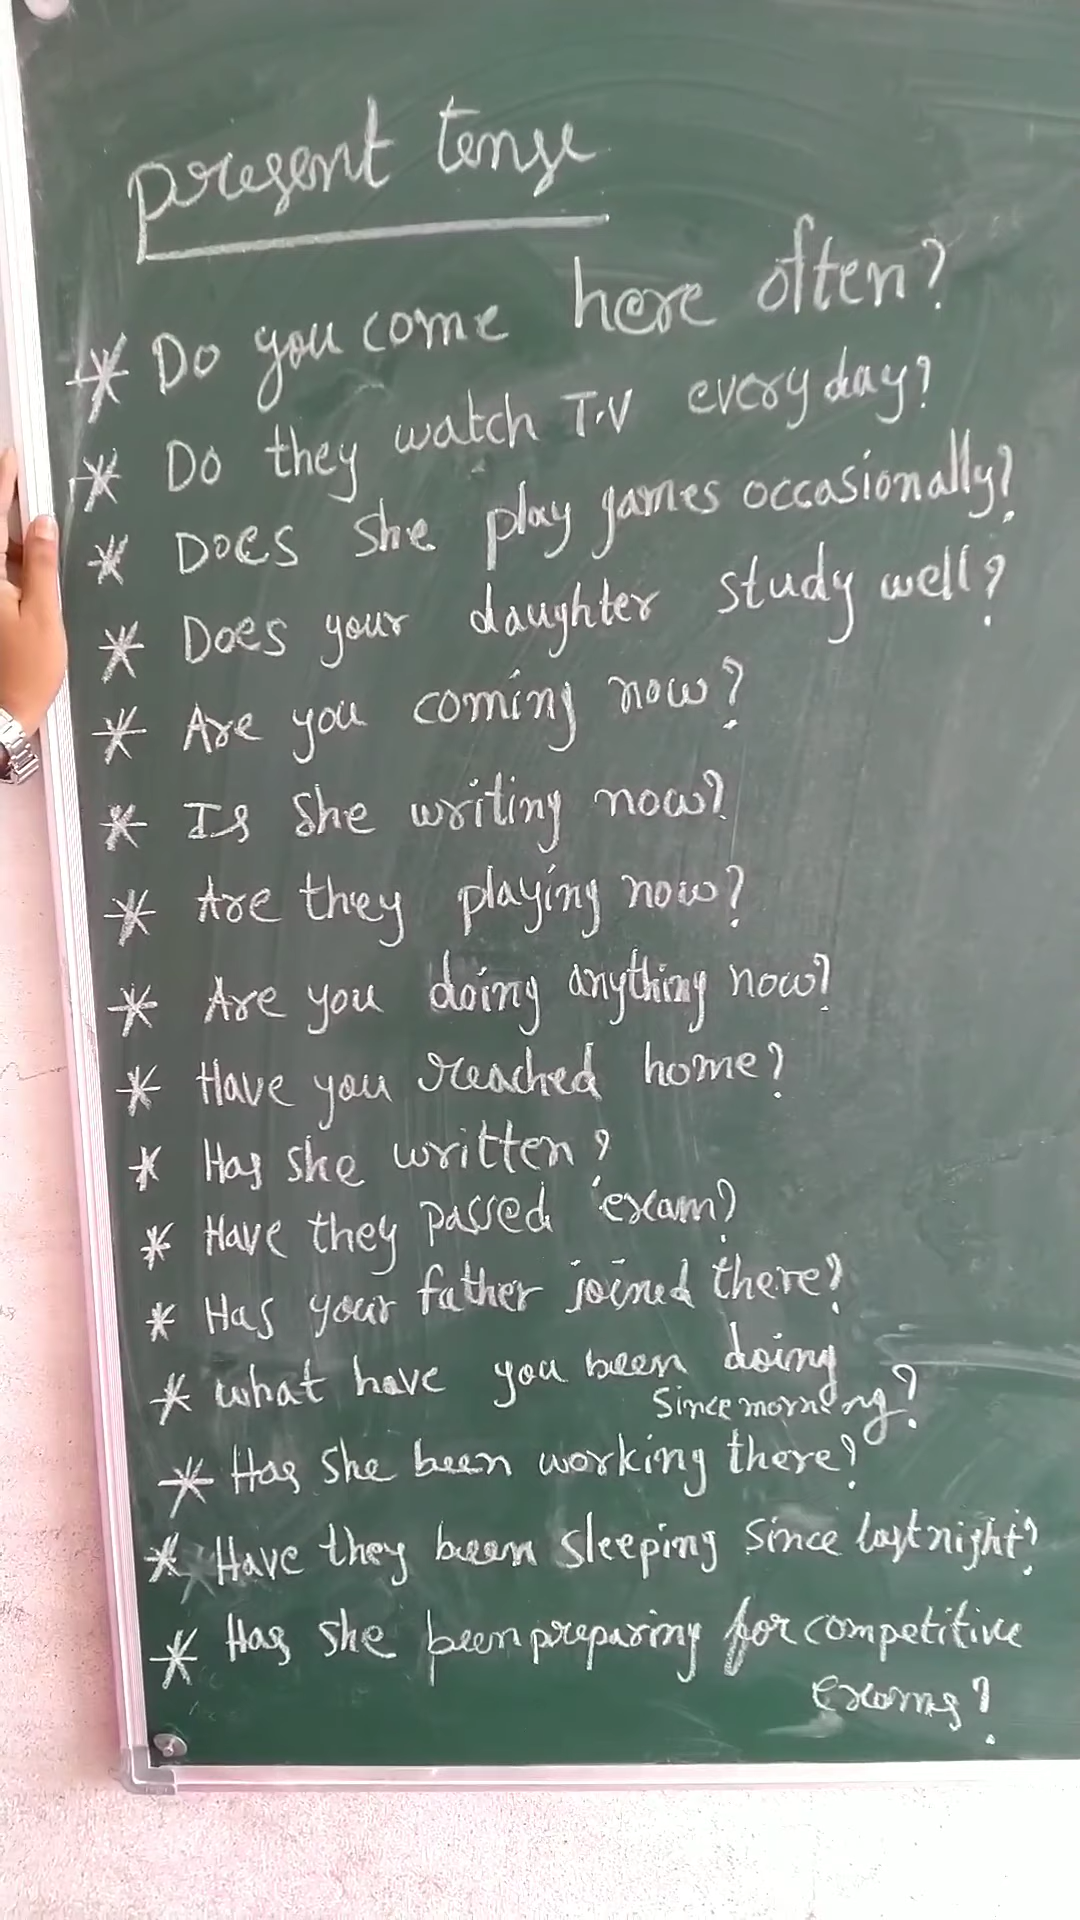 present tense
* Do you come here often?
* Do they watch T.V every day?
* Does she play games occasionally?
* Does your daughter study well?
* Are you coming now?
* Is she writing now?
* Are they playing now?
* Are you doing anything now?
* Have you reached home?
* Has she written?
* Have they passed exam?
* Has your father joined there?
* what have you been doing
since morning?
* Has she been working there?
* Have they been sleeping since last night?
* Has she been preparing for competitive
exams?